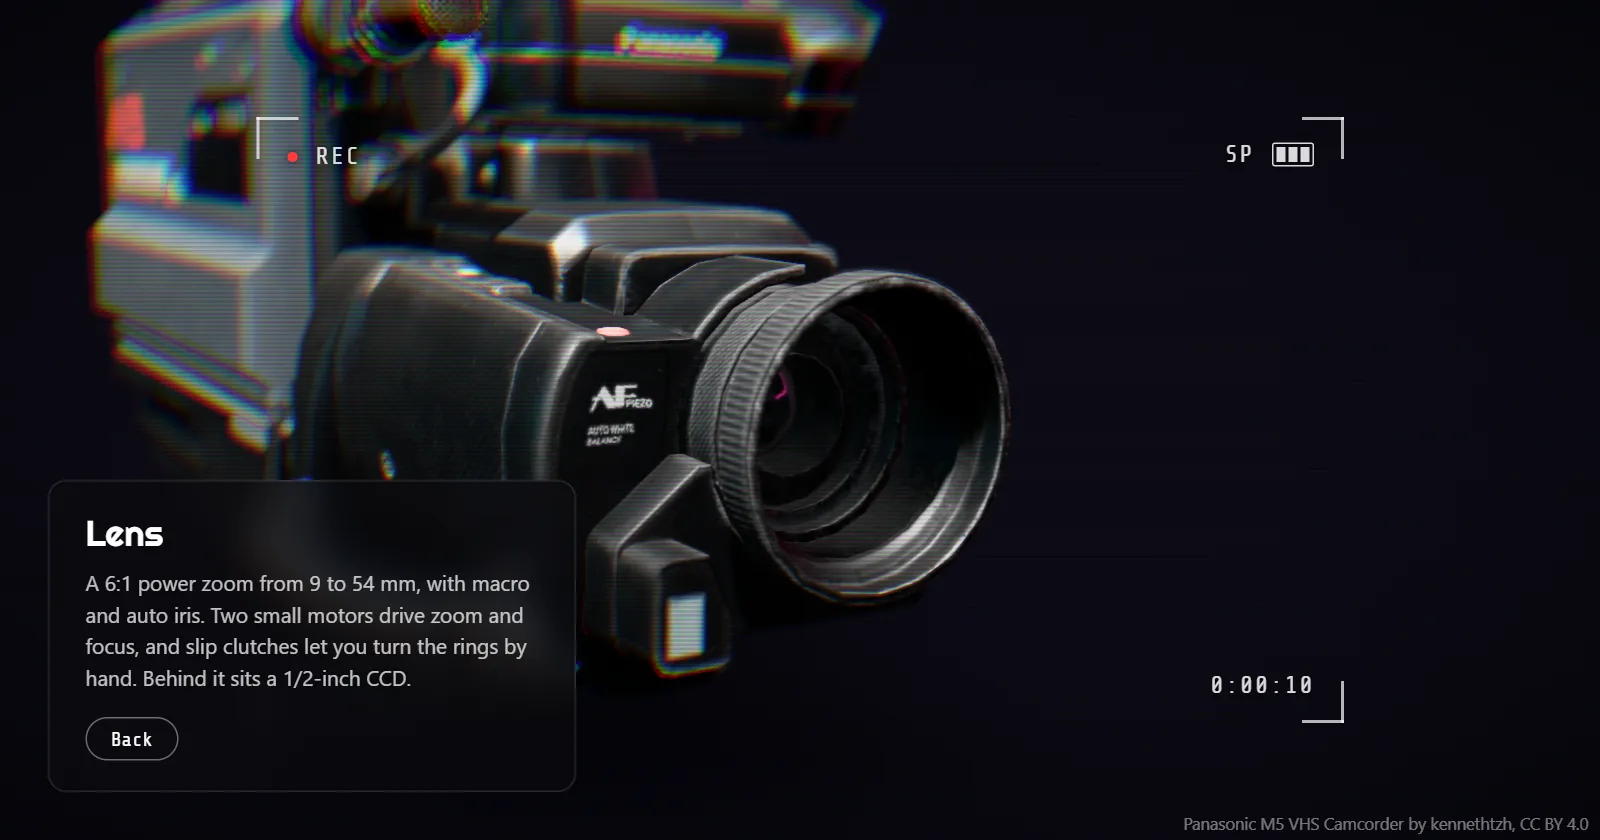 Panasonic
REC
SP
AF PIEZO
AUTO WHITE
BALANCE
Lens
A 6:1 power zoom from 9 to 54 mm, with macro
and auto iris. Two small motors drive zoom and
focus, and slip clutches let you turn the rings by
hand. Behind it sits a 1/2-inch CCD.
0:00:10
Back
Panasonic M5 VHS Camcorder by kennethtzh, CC BY 4.0